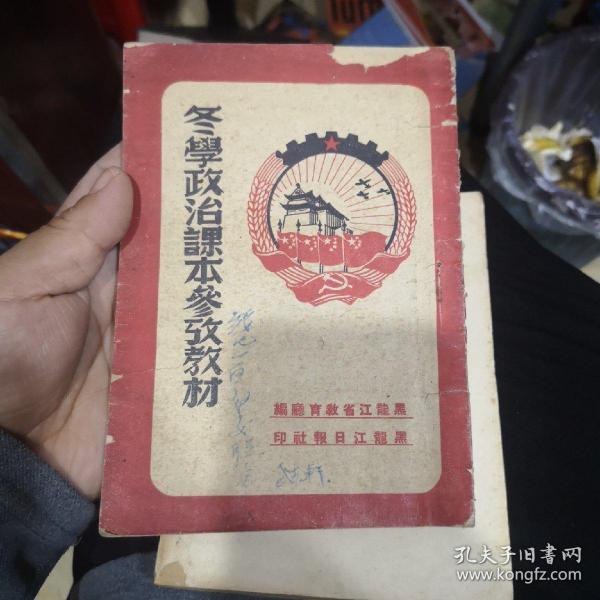 冬學政治課本參攷教材
黑龍江省教育廳編
黑龍江日報社印
孔夫子旧书网
www.kongfz.com